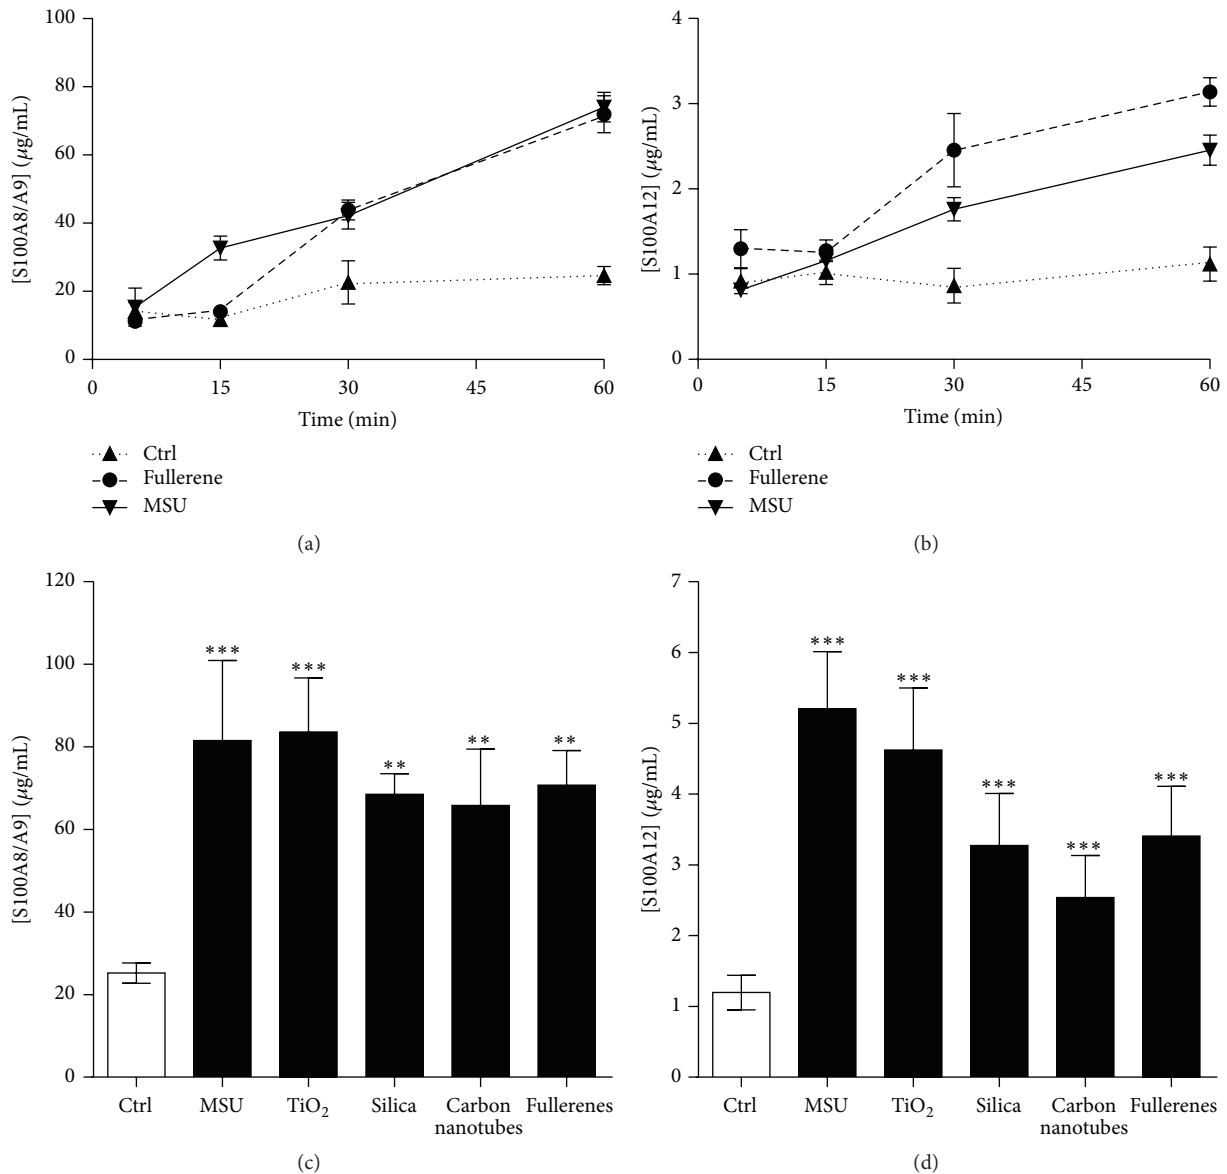 [S100A8/A9] (μg/mL)
100
80
60
40
20
0
0 15 30 45 60
Time (min)
Ctrl
Fullerene
MSU
(a)
[S100A12] (μg/mL)
4
3
2
1
0
0 15 30 45 60
Time (min)
Ctrl
Fullerene
MSU
(b)
[S100A8/A9] (μg/mL)
120
100
80
60
40
20
0
*** *** ** ** **
Ctrl MSU TiO₂ Silica Carbon nanotubes Fullerenes
(c)
[S100A12] (μg/mL)
7
6
5
4
3
2
1
0
*** *** *** *** ***
Ctrl MSU TiO₂ Silica Carbon nanotubes Fullerenes
(d)